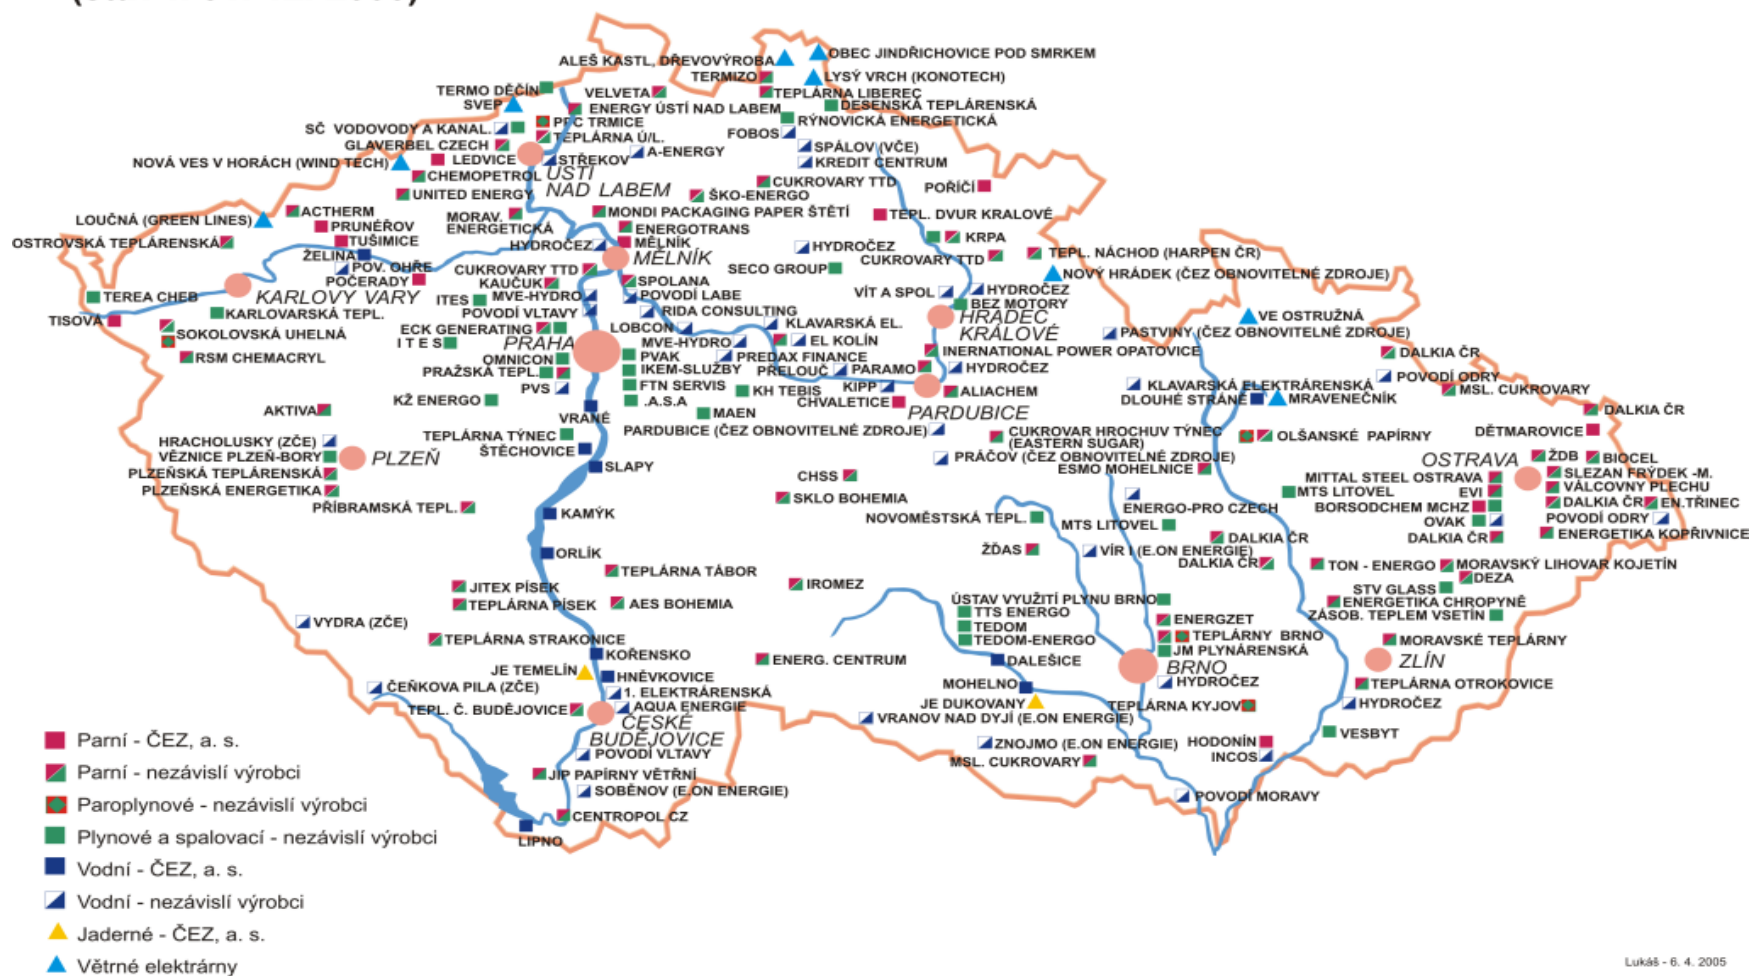 ALEŠ KASTL, DŘEVOVÝROBA
OBEC JINDŘICHOVICE POD SMRKEM
TERMIZO
LYSÝ VRCH (KONOTECH)
TERMO DĚČÍN
VELVETA
TEPLÁRNA LIBEREC
SVEP
ENERGY ÚSTÍ NAD LABEM
DESENSKÁ TEPLÁRENSKÁ
PPC TRMICE
RÝNOVICKÁ ENERGETICKÁ
SČ VODOVODY A KANAL.
TEPLÁRNA Ú/L.
FOBOS
GLAVERBEL CZECH
A-ENERGY
SPÁLOV (VČE)
NOVÁ VES V HORÁCH (WIND TECH)
LEDVICE
STŘEKOV
KREDIT CENTRUM
CHEMOPETROL
ÚSTÍ
NAD LABEM
CUKROVARY TTD
POŘÍČÍ
UNITED ENERGY
ŠKO-ENERGO
ACTHERM
MORAV.
ENERGETICKÁ
MONDI PACKAGING PAPER ŠTĚTÍ
TEPL. DVUR KRALOVÉ
LOUČNÁ (GREEN LINES)
PRUNÉŘOV
ENERGOTRANS
KRPA
OSTROVSKÁ TEPLÁRENSKÁ
TUŠIMICE
HYDROČEZ
MĚLNÍK
HYDROČEZ
TEPL. NÁCHOD (HARPEN ČR)
ŽELINA
MĚLNÍK
CUKROVARY TTD
POV. OHŘE
CUKROVARY TTD
SECO GROUP
NOVÝ HRÁDEK (ČEZ OBNOVITELNÉ ZDROJE)
POČERADY
KAUČUK
SPOLANA
TEREA CHEB
KARLOVY VARY
ITES
MVE-HYDRO
POVODÍ LABE
VÍT A SPOL
HYDROČEZ
KARLOVARSKÁ TEPL.
POVODÍ VLTAVY
RIDA CONSULTING
BEZ MOTORY
TISOVÁ
HRADEC
KRÁLOVÉ
VE OSTRUŽNÁ
SOKOLOVSKÁ UHELNÁ
ECK GENERATING
LOBCON
KLAVARSKÁ EL.
PASTVINY (ČEZ OBNOVITELNÉ ZDROJE)
I T E S
PRAHA
MVE-HYDRO
EL KOLÍN
RSM CHEMACRYL
OMNICON
PVAK
PREDAX FINANCE
INERNATIONAL POWER OPATOVICE
DALKIA ČR
PRAŽSKÁ TEPL.
IKEM-SLUŽBY
PŘELOUČ
PARAMO
HYDROČEZ
POVODÍ ODRY
PVS
FTN SERVIS
KH TEBIS
KIPP
ALIACHEM
KLAVARSKÁ ELEKTRÁRENSKÁ
MSL. CUKROVARY
KŽ ENERGO
.A.S.A
CHVALETICE
DLOUHÉ STRÁNĚ
MRAVENEČNÍK
AKTIVA
VRANÉ
MAEN
PARDUBICE
DALKIA ČR
TEPLÁRNA TÝNEC
PARDUBICE (ČEZ OBNOVITELNÉ ZDROJE)
CUKROVAR HROCHUV TÝNEC
(EASTERN SUGAR)
OLŠANSKÉ PAPÍRNY
DĚTMAROVICE
HRACHOLUSKY (ZČE)
ŠTĚCHOVICE
VĚZNICE PLZEŇ-BORY
PLZEŇ
PRÁČOV (ČEZ OBNOVITELNÉ ZDROJE)
OSTRAVA
ŽDB
BIOCEL
PLZEŇSKÁ TEPLÁRENSKÁ
SLAPY
CHSS
ESMO MOHELNICE
MITTAL STEEL OSTRAVA
SLEZAN FRÝDEK -M.
PLZEŇSKÁ ENERGETIKA
SKLO BOHEMIA
MTS LITOVEL
EVI
VÁLCOVNY PLECHU
PŘÍBRAMSKÁ TEPL.
KAMÝK
ENERGO-PRO CZECH
BORSODCHEM MCHZ
DALKIA ČR
EN.TŘINEC
NOVOMĚSTSKÁ TEPL.
MTS LITOVEL
OVAK
POVODÍ ODRY
DALKIA ČR
DALKIA ČR
ENERGETIKA KOPŘIVNICE
ORLÍK
ŽĎAS
VÍR I (E.ON ENERGIE)
DALKIA ČR
TON - ENERGO
MORAVSKÝ LIHOVAR KOJETÍN
TEPLÁRNA TÁBOR
DEZA
JITEX PÍSEK
IROMEZ
STV GLASS
TEPLÁRNA PÍSEK
AES BOHEMIA
ÚSTAV VYUŽITÍ PLYNU BRNO
ENERGETIKA CHROPYNĚ
TTS ENERGO
ENERGZET
ZÁSOB. TEPLEM VSETÍN
VYDRA (ZČE)
TEDOM
TEPLÁRNY BRNO
TEPLÁRNA STRAKONICE
TEDOM-ENERGO
MORAVSKÉ TEPLÁRNY
KOŘENSKO
ENERG. CENTRUM
JM PLYNÁRENSKÁ
JE TEMELÍN
DALEŠICE
BRNO
ZLÍN
HNĚVKOVICE
MOHELNO
HYDROČEZ
TEPLÁRNA OTROKOVICE
ČEŇKOVA PILA (ZČE)
1. ELEKTRÁRENSKÁ
JE DUKOVANY
TEPLÁRNA KYJOV
HYDROČEZ
TEPL. Č. BUDĚJOVICE
AQUA ENERGIE
VRANOV NAD DYJÍ (E.ON ENERGIE)
ČESKÉ
BUDĚJOVICE
VESBYT
POVODÍ VLTAVY
ZNOJMO (E.ON ENERGIE)
HODONÍN
JIP PAPÍRNY VĚTŘNÍ
MSL. CUKROVARY
INCOS
SOBĚNOV (E.ON ENERGIE)
POVODÍ MORAVY
CENTROPOL CZ
LIPNO
Parní - ČEZ, a. s.
Parní - nezávislí výrobci
Paroplynové - nezávislí výrobci
Plynové a spalovací - nezávislí výrobci
Vodní - ČEZ, a. s.
Vodní - nezávislí výrobci
Jaderné - ČEZ, a. s.
Větrné elektrárny
Lukáš - 6. 4. 2005